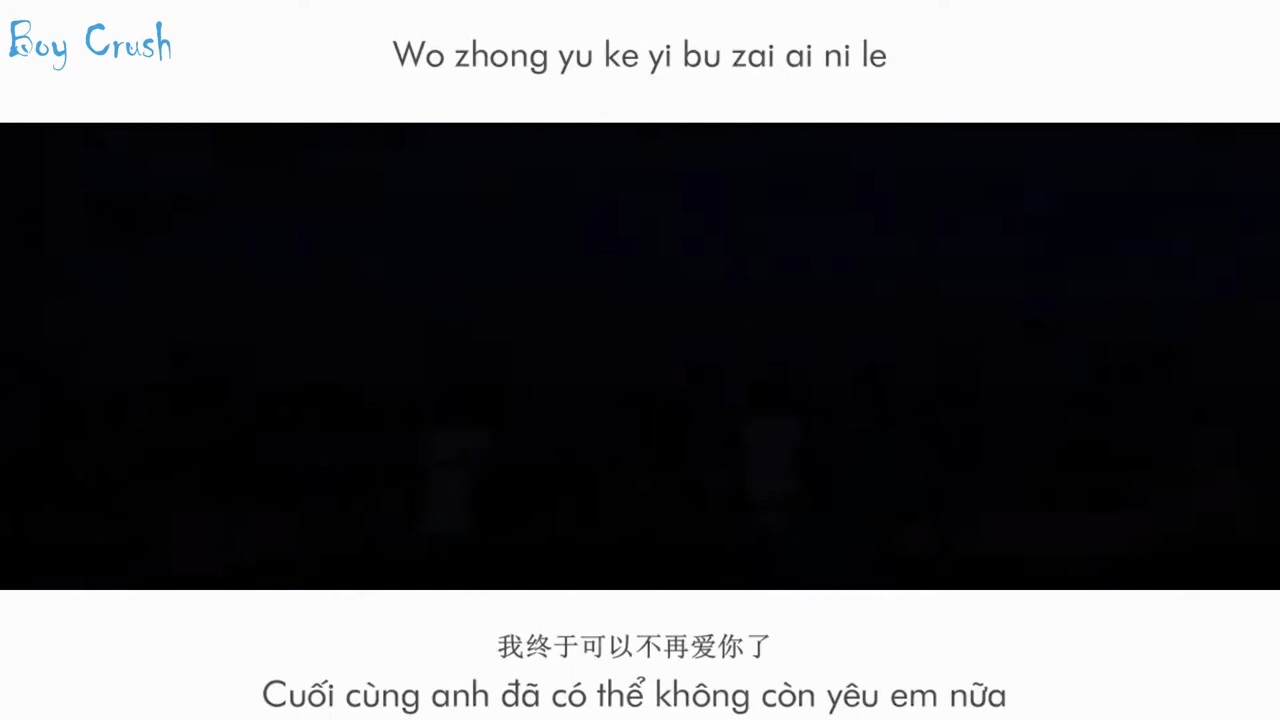 Boy Crush
Wo zhong yu ke yi bu zai ai ni le
我终于可以不再爱你了
Cuối cùng anh đã có thể không còn yêu em nữa